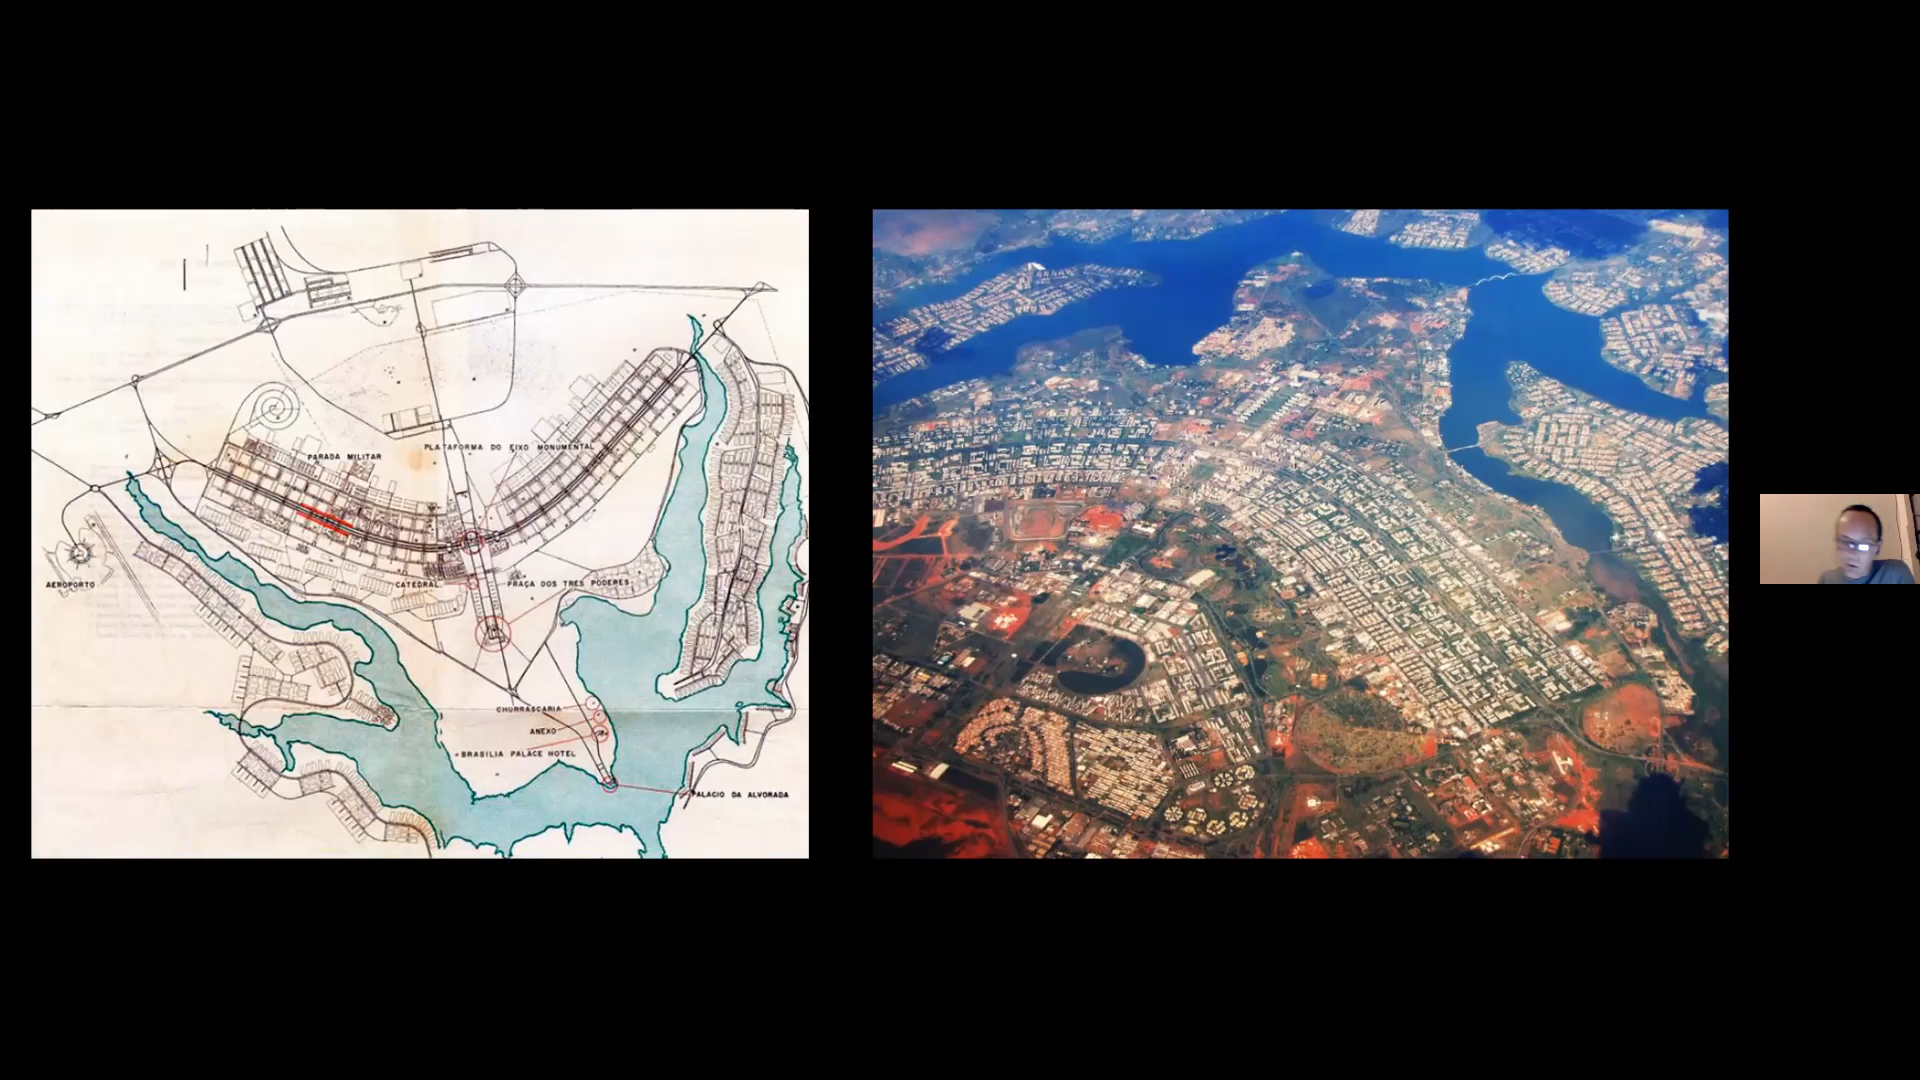 PARADA MILITAR
PLATAFORMA DO EIXO MONUMENTAL
AEROPORTO
CATEDRAL
PRAÇA DOS TRES PODERES
CHURRASCARIA
ANEXO
BRASILIA PALACE HOTEL
PALACIO DA ALVORADA